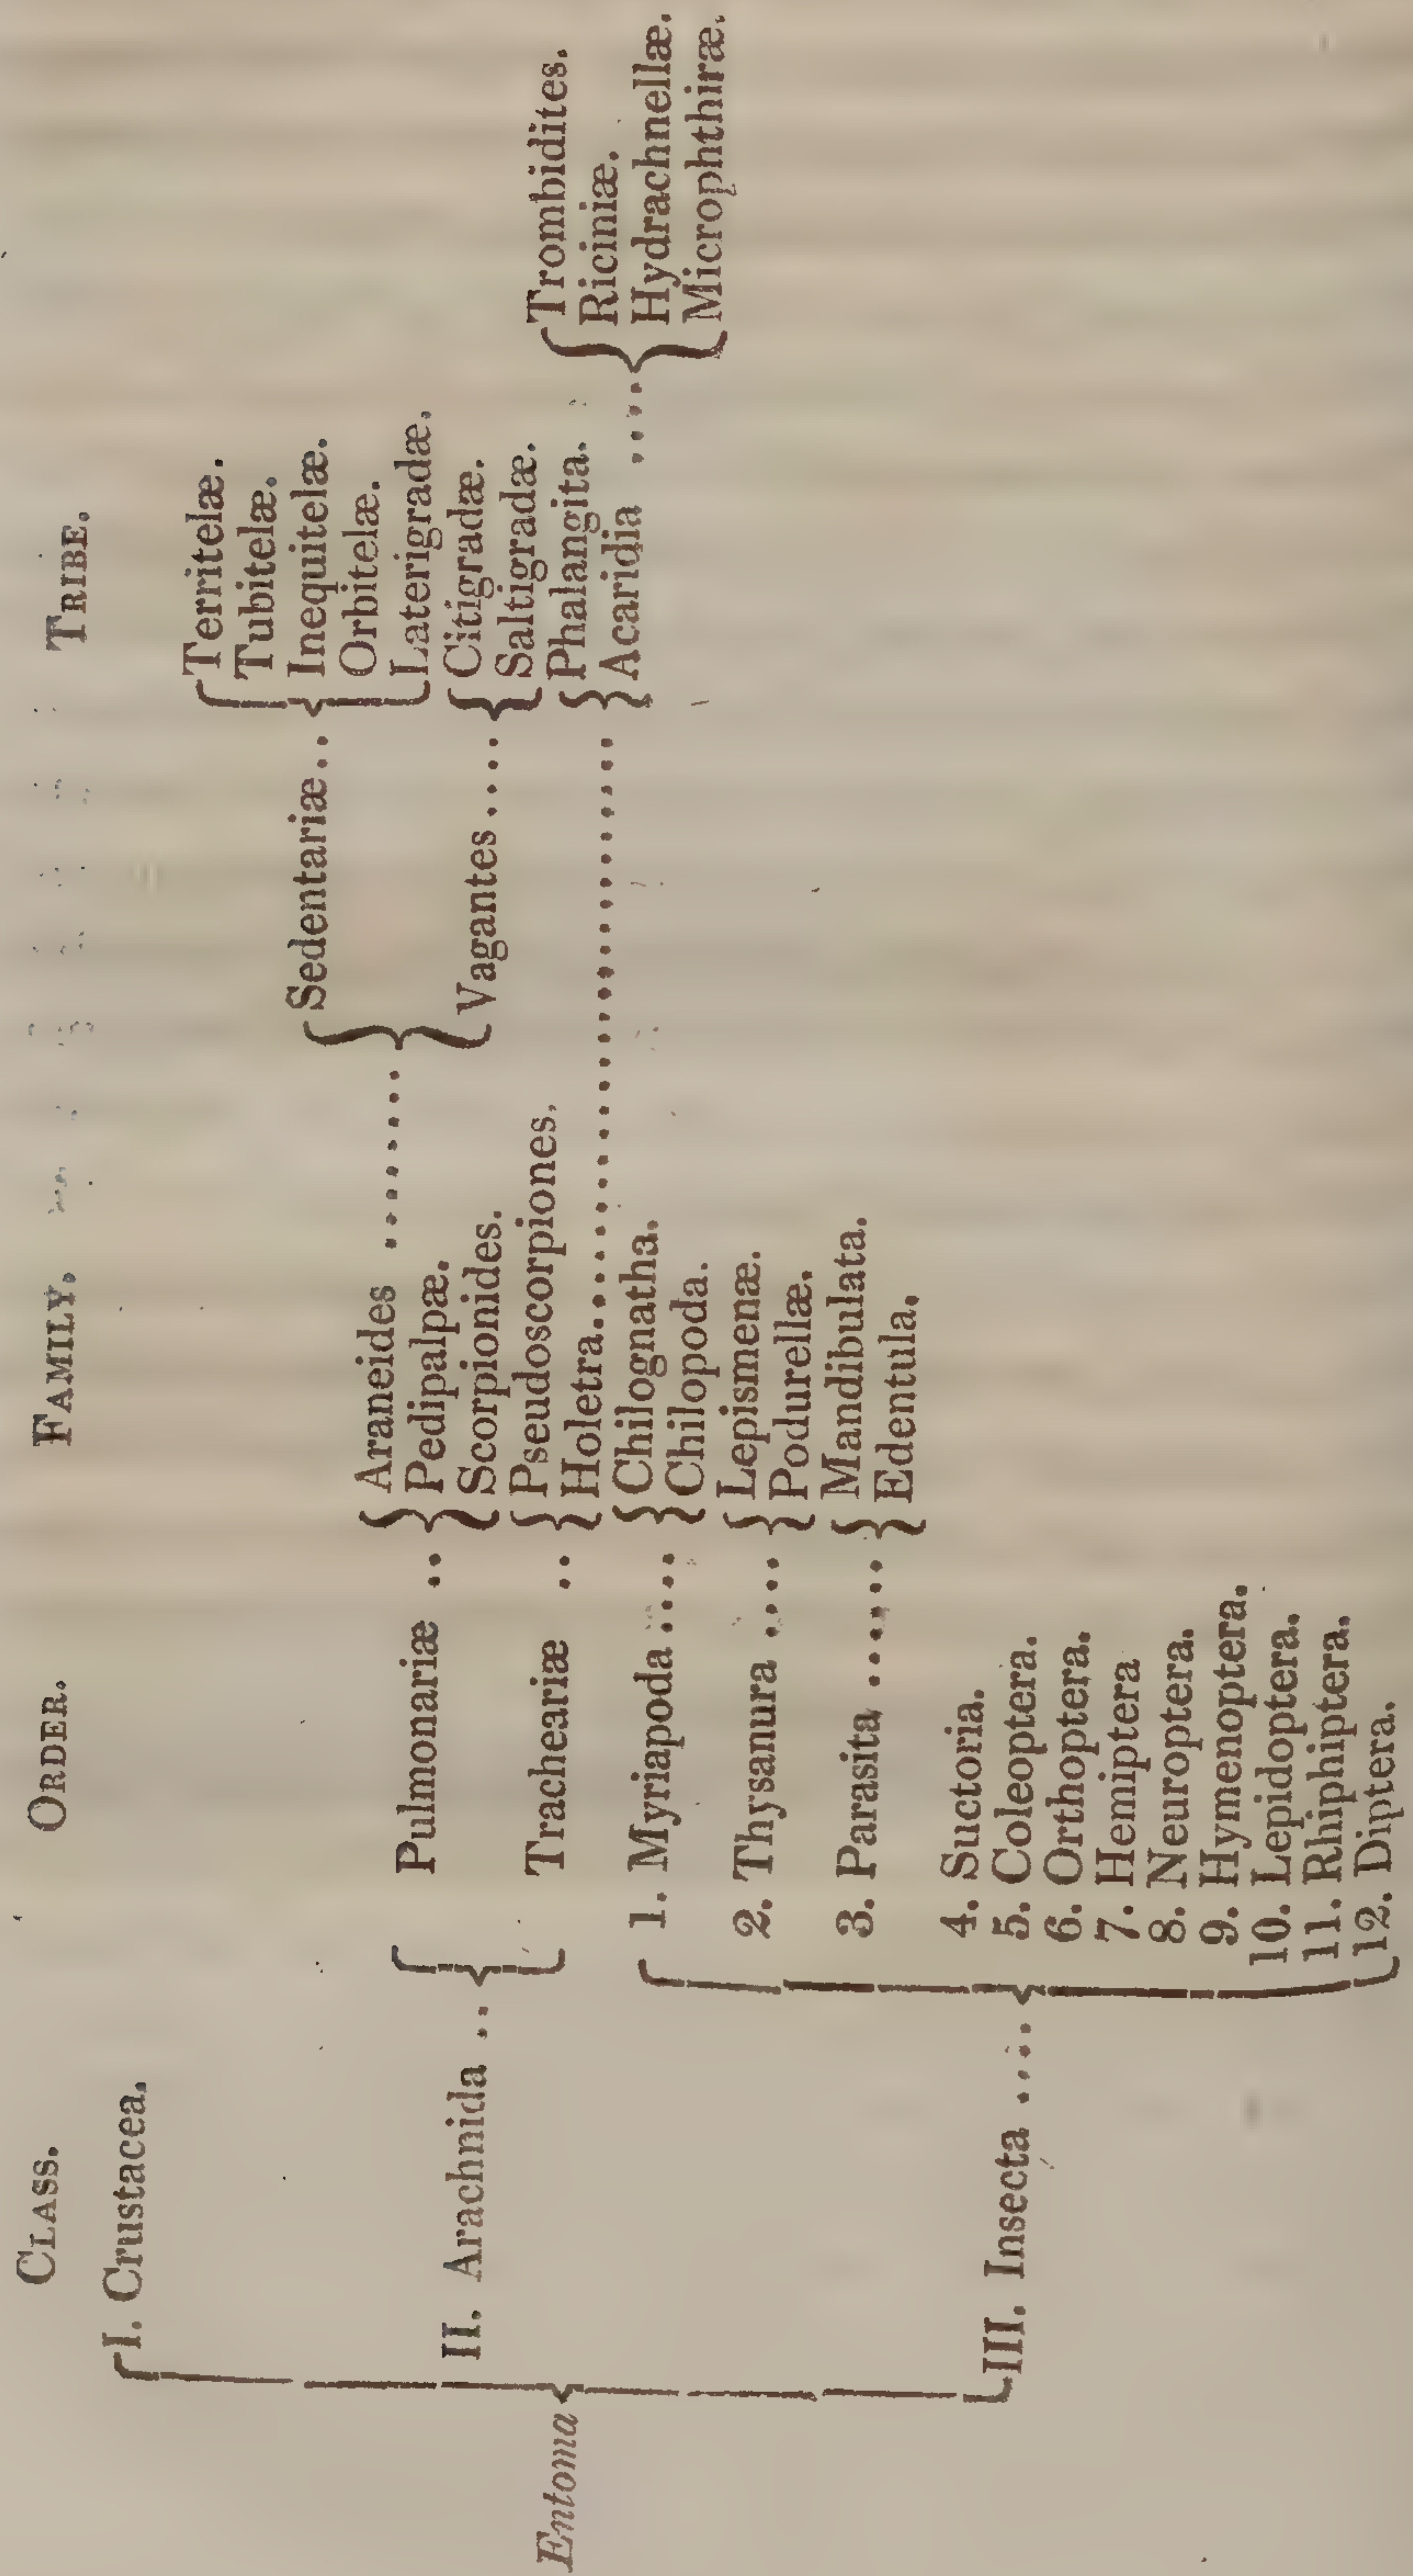 CLASS. ORDER. FAMILY. TRIBE.
Entoma
I. Crustacea.
II. Arachnida ..
Pulmonariæ ..
Araneides ........
Sedentariæ..
Territelæ.
Tubitelæ.
Inequitelæ.
Orbitelæ.
Laterigradæ.
Vagantes....
Citigradæ.
Saltigradæ.
Pedipalpæ.
Scorpionides.
Tracheariæ ..
Pseudoscorpiones.
Holetra........................
Phalangita.
Acaridia ....
Trombidites.
Riciniæ.
Hydrachnellæ.
Microphthiræ.
III. Insecta ....
1. Myriapoda ....
Chilognatha.
Chilopoda.
2. Thysanura ....
Lepismenæ.
Podurellæ.
3. Parasita ......
Mandibulata.
Edentula.
4. Suctoria.
5. Coleoptera.
6. Orthoptera.
7. Hemiptera
8. Neuroptera.
9. Hymenoptera.
10. Lepidoptera.
11. Rhiphiptera.
12. Diptera.